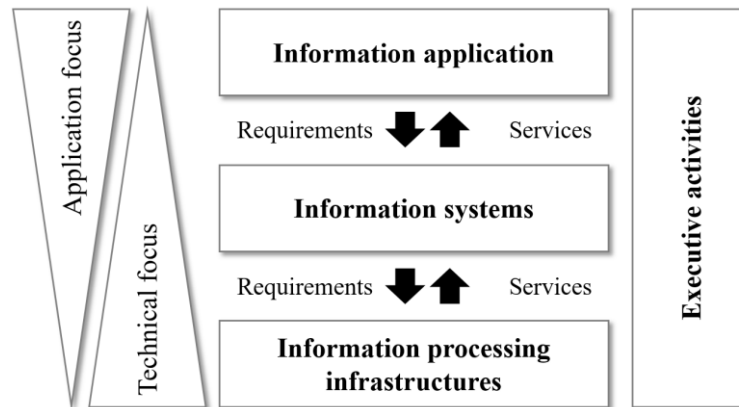 Application focus
Technical focus
Information application
Requirements
Services
Information systems
Requirements
Services
Information processing
infrastructures
Executive activities